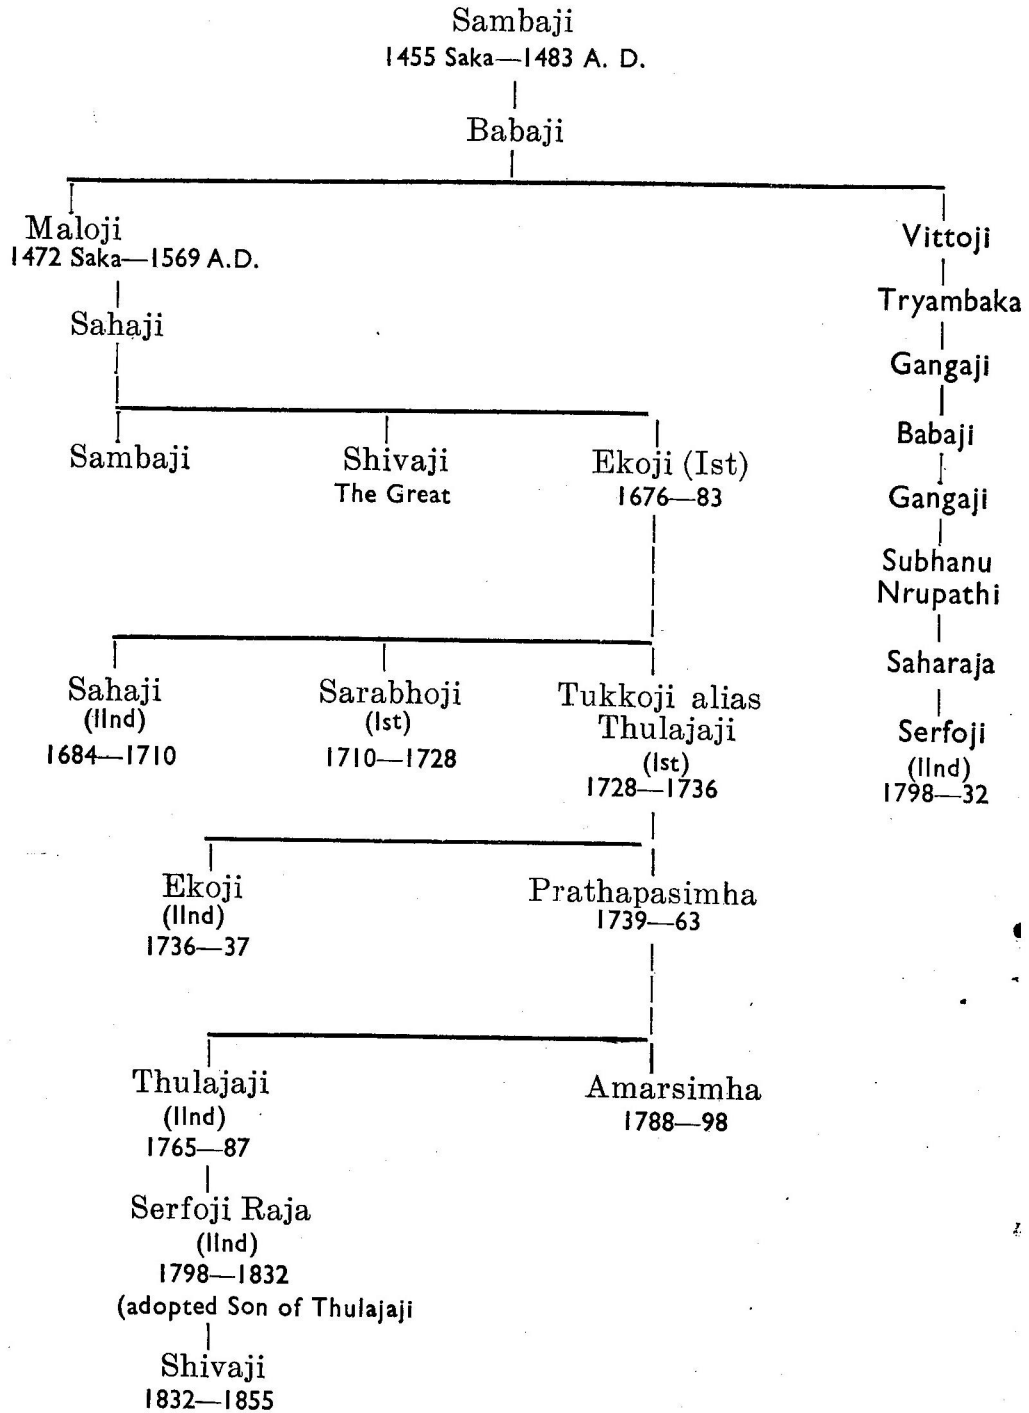 Sambaji
1455 Saka—1483 A. D.
Babaji
Maloji
1472 Saka—1569 A.D.
Sahaji
Sambaji
Shivaji
The Great
Ekoji (Ist)
1676—83
Sahaji
(IInd)
1684—1710
Sarabhoji
(Ist)
1710—1728
Tukkoji alias
Thulajaji
(Ist)
1728—1736
Ekoji
(IInd)
1736—37
Prathapasimha
1739—63
Thulajaji
(IInd)
1765—87
Amarsimha
1788—98
Serfoji Raja
(IInd)
1798—1832
(adopted Son of Thulajaji
Shivaji
1832—1855
Vittoji
Tryambaka
Gangaji
Babaji
Gangaji
Subhanu
Nrupathi
Saharaja
Serfoji
(IInd)
1798—32